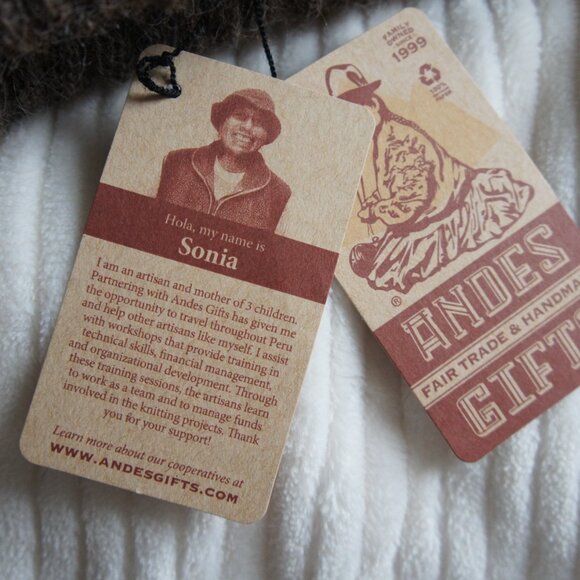 Hola, my name is
Sonia
I am an artisan and mother of 3 children.
Partnering with Andes Gifts has given me
the opportunity to travel throughout Peru
and help other artisans like myself. I assist
with workshops that provide training in
technical skills, financial management,
and organizational development. Through
these training sessions, the artisans learn
to work as a team and to manage funds
involved in the knitting projects. Thank
you for your support!
Learn more about our cooperatives at
WWW.ANDESGIFTS.COM
FAMILY
OWNED
SINCE
1999
®
ANDES
FAIR TRADE & HANDMA
GIFT